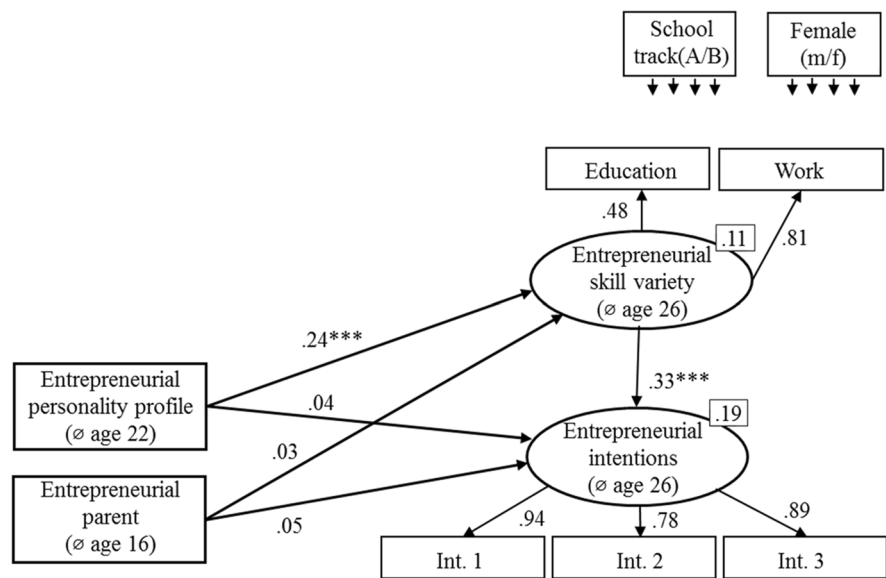 School
track(A/B)
Female
(m/f)
Education
Work
.48
.81
.11
Entrepreneurial
skill variety
(⌀ age 26)
.24***
.33***
Entrepreneurial
personality profile
(⌀ age 22)
.04
.19
Entrepreneurial
intentions
(⌀ age 26)
.03
Entrepreneurial
parent
(⌀ age 16)
.05
.94
.78
.89
Int. 1
Int. 2
Int. 3